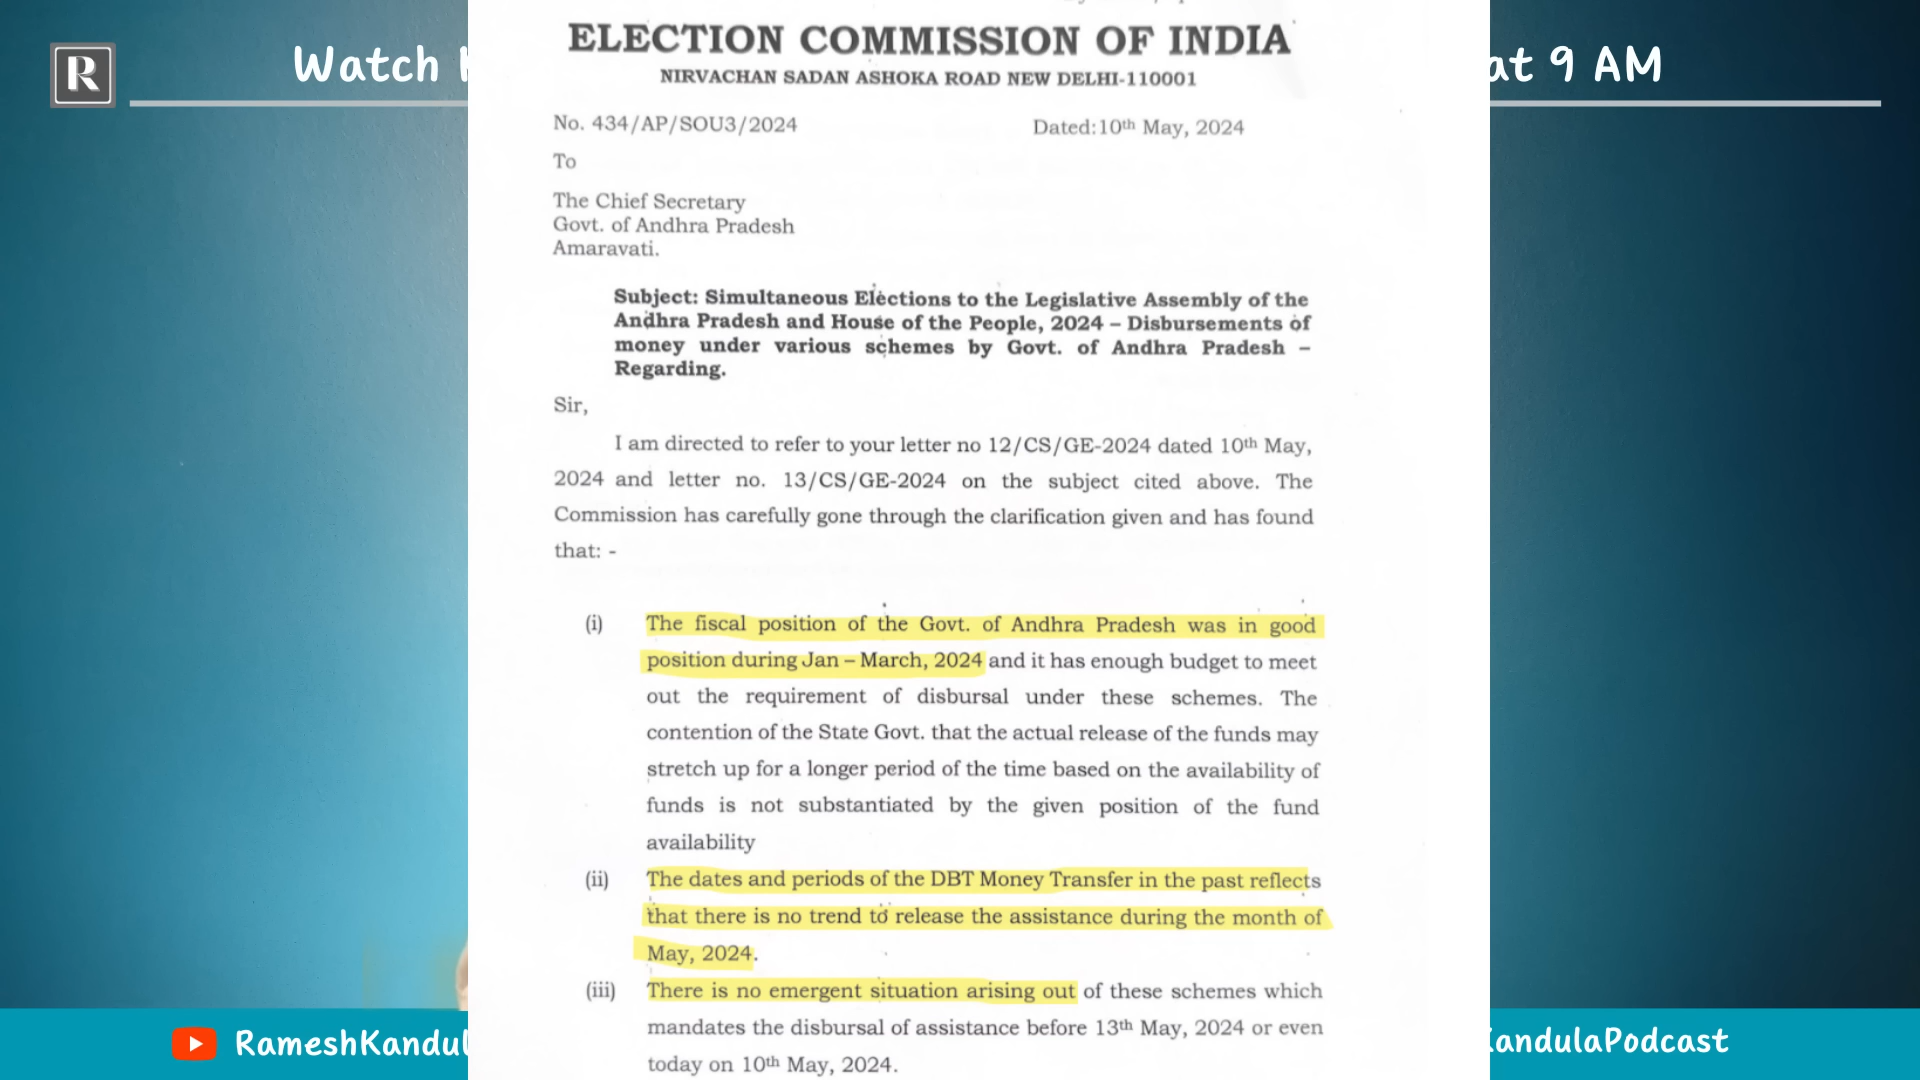 R
Watch
at 9 AM
ELECTION COMMISSION OF INDIA
NIRVACHAN SADAN ASHOKA ROAD NEW DELHI-110001
No. 434/AP/SOU3/2024 Dated:10th May, 2024
To
The Chief Secretary
Govt. of Andhra Pradesh
Amaravati.
Subject: Simultaneous Elections to the Legislative Assembly of the
Andhra Pradesh and House of the People, 2024 – Disbursements of
money under various schemes by Govt. of Andhra Pradesh –
Regarding.
Sir,
I am directed to refer to your letter no 12/CS/GE-2024 dated 10th May,
2024 and letter no. 13/CS/GE-2024 on the subject cited above. The
Commission has carefully gone through the clarification given and has found
that: -
(i) The fiscal position of the Govt. of Andhra Pradesh was in good
position during Jan – March, 2024 and it has enough budget to meet
out the requirement of disbursal under these schemes. The
contention of the State Govt. that the actual release of the funds may
stretch up for a longer period of the time based on the availability of
funds is not substantiated by the given position of the fund
availability
(ii) The dates and periods of the DBT Money Transfer in the past reflects
that there is no trend to release the assistance during the month of
May, 2024.
(iii) There is no emergent situation arising out of these schemes which
mandates the disbursal of assistance before 13th May, 2024 or even
today on 10th May, 2024.
RameshKandul
KandulaPodcast